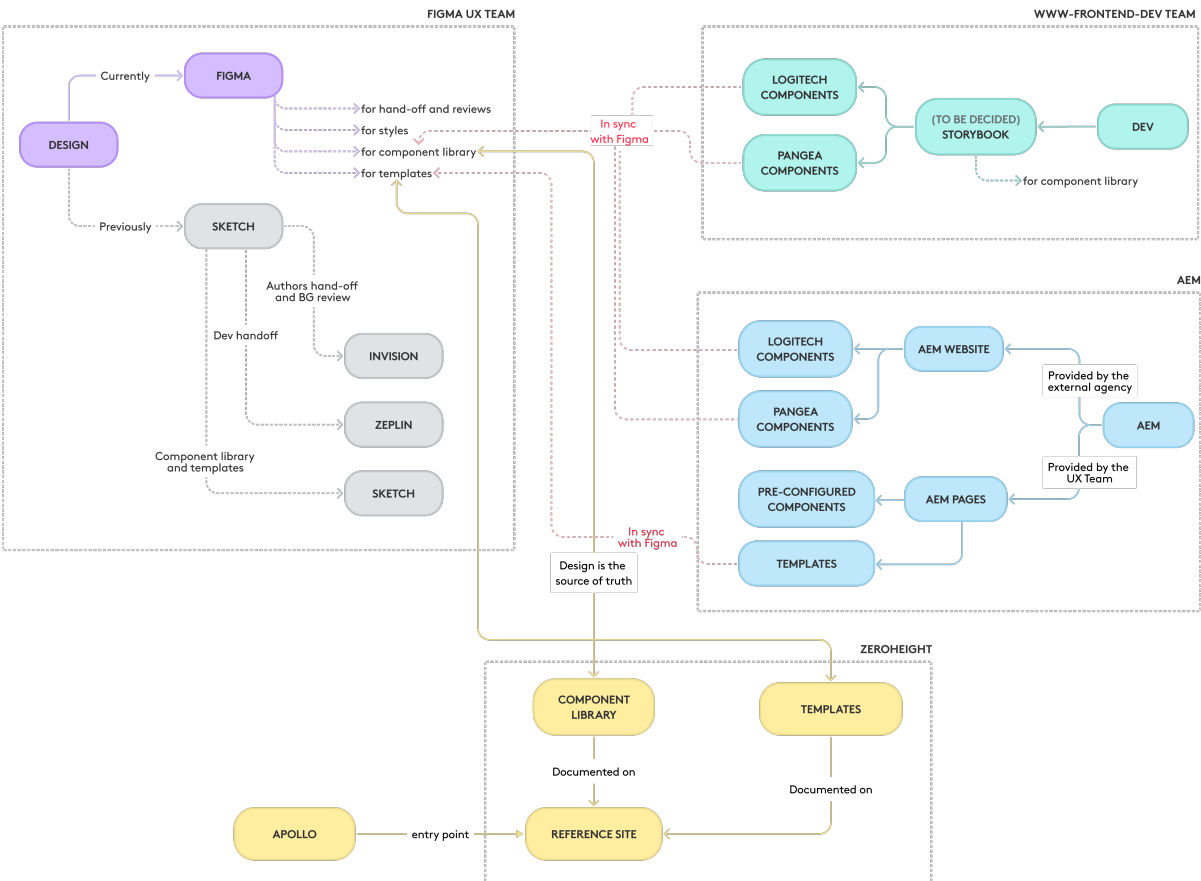 FIGMA UX TEAM
Currently
FIGMA
for hand-off and reviews
for styles
for component library
for templates
DESIGN
Previously
SKETCH
Authors hand-off
and BG review
Dev handoff
INVISION
ZEPLIN
Component library
and templates
SKETCH
In sync
with Figma
WWW-FRONTEND-DEV TEAM
LOGITECH
COMPONENTS
PANGEA
COMPONENTS
(TO BE DECIDED)
STORYBOOK
DEV
for component library
AEM
LOGITECH
COMPONENTS
AEM WEBSITE
Provided by the
external agency
PANGEA
COMPONENTS
AEM
Provided by the
UX Team
PRE-CONFIGURED
COMPONENTS
AEM PAGES
TEMPLATES
In sync
with Figma
Design is the
source of truth
ZEROHEIGHT
COMPONENT
LIBRARY
TEMPLATES
Documented on
Documented on
APOLLO
entry point
REFERENCE SITE